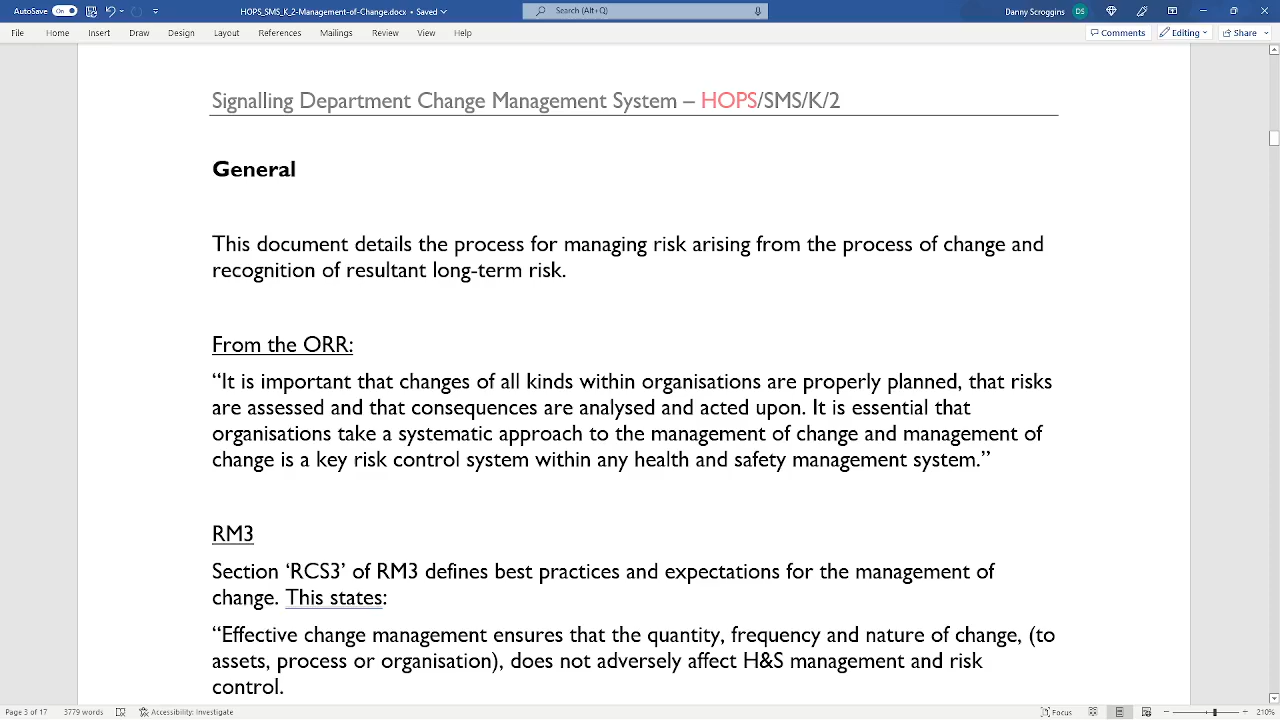 AutoSave On HOPS_SMS_K_2-Management-of-Change.docx • Saved Search (Alt+Q) Danny Scroggins DS
File Home Insert Draw Design Layout References Mailings Review View Help Comments Editing Share
Signalling Department Change Management System – HOPS/SMS/K/2
General
This document details the process for managing risk arising from the process of change and
recognition of resultant long-term risk.
From the ORR:
“It is important that changes of all kinds within organisations are properly planned, that risks
are assessed and that consequences are analysed and acted upon. It is essential that
organisations take a systematic approach to the management of change and management of
change is a key risk control system within any health and safety management system.”
RM3
Section ‘RCS3’ of RM3 defines best practices and expectations for the management of
change. This states:
“Effective change management ensures that the quantity, frequency and nature of change, (to
assets, process or organisation), does not adversely affect H&S management and risk
control.
Page 3 of 17 3779 words Accessibility: Investigate Focus 210%